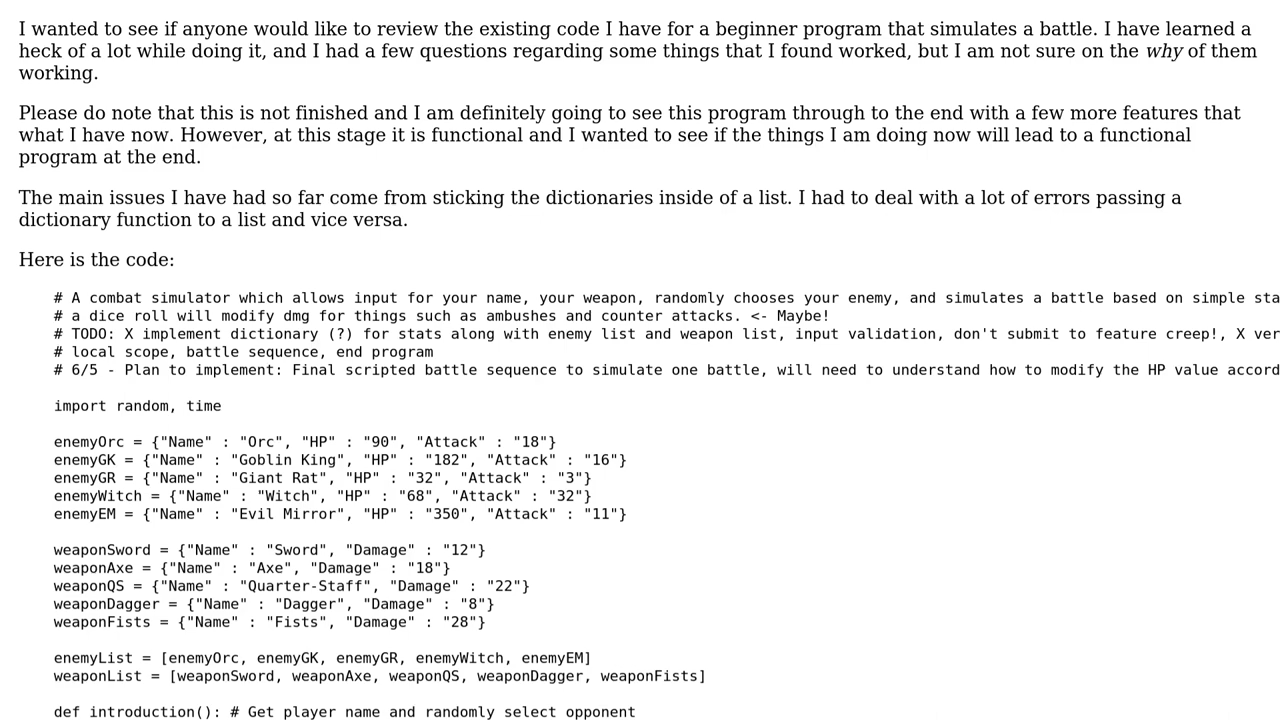 I wanted to see if anyone would like to review the existing code I have for a beginner program that simulates a battle. I have learned a
heck of a lot while doing it, and I had a few questions regarding some things that I found worked, but I am not sure on the why of them
working.
Please do note that this is not finished and I am definitely going to see this program through to the end with a few more features that
what I have now. However, at this stage it is functional and I wanted to see if the things I am doing now will lead to a functional
program at the end.
The main issues I have had so far come from sticking the dictionaries inside of a list. I had to deal with a lot of errors passing a
dictionary function to a list and vice versa.
Here is the code:
# A combat simulator which allows input for your name, your weapon, randomly chooses your enemy, and simulates a battle based on simple sta
# a dice roll will modify dmg for things such as ambushes and counter attacks. <- Maybe!
# TODO: X implement dictionary (?) for stats along with enemy list and weapon list, input validation, don't submit to feature creep!, X ver
# local scope, battle sequence, end program
# 6/5 - Plan to implement: Final scripted battle sequence to simulate one battle, will need to understand how to modify the HP value accord
import random, time
enemyOrc = {"Name" : "Orc", "HP" : "90", "Attack" : "18"}
enemyGK = {"Name" : "Goblin King", "HP" : "182", "Attack" : "16"}
enemyGR = {"Name" : "Giant Rat", "HP" : "32", "Attack" : "3"}
enemyWitch = {"Name" : "Witch", "HP" : "68", "Attack" : "32"}
enemyEM = {"Name" : "Evil Mirror", "HP" : "350", "Attack" : "11"}
weaponSword = {"Name" : "Sword", "Damage" : "12"}
weaponAxe = {"Name" : "Axe", "Damage" : "18"}
weaponQS = {"Name" : "Quarter-Staff", "Damage" : "22"}
weaponDagger = {"Name" : "Dagger", "Damage" : "8"}
weaponFists = {"Name" : "Fists", "Damage" : "28"}
enemyList = [enemyOrc, enemyGK, enemyGR, enemyWitch, enemyEM]
weaponList = [weaponSword, weaponAxe, weaponQS, weaponDagger, weaponFists]
def introduction(): # Get player name and randomly select opponent